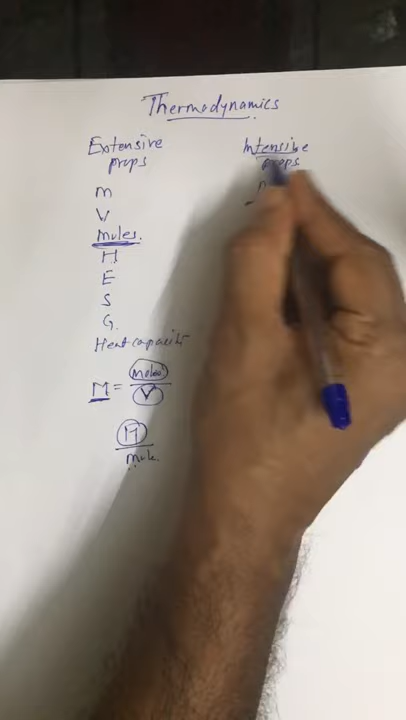 Thermodynamics
Extensive
props
Intensive
props
m
V
Moles.
H
E
S
G.
Heat capacity
M = moles
V
H
mole.